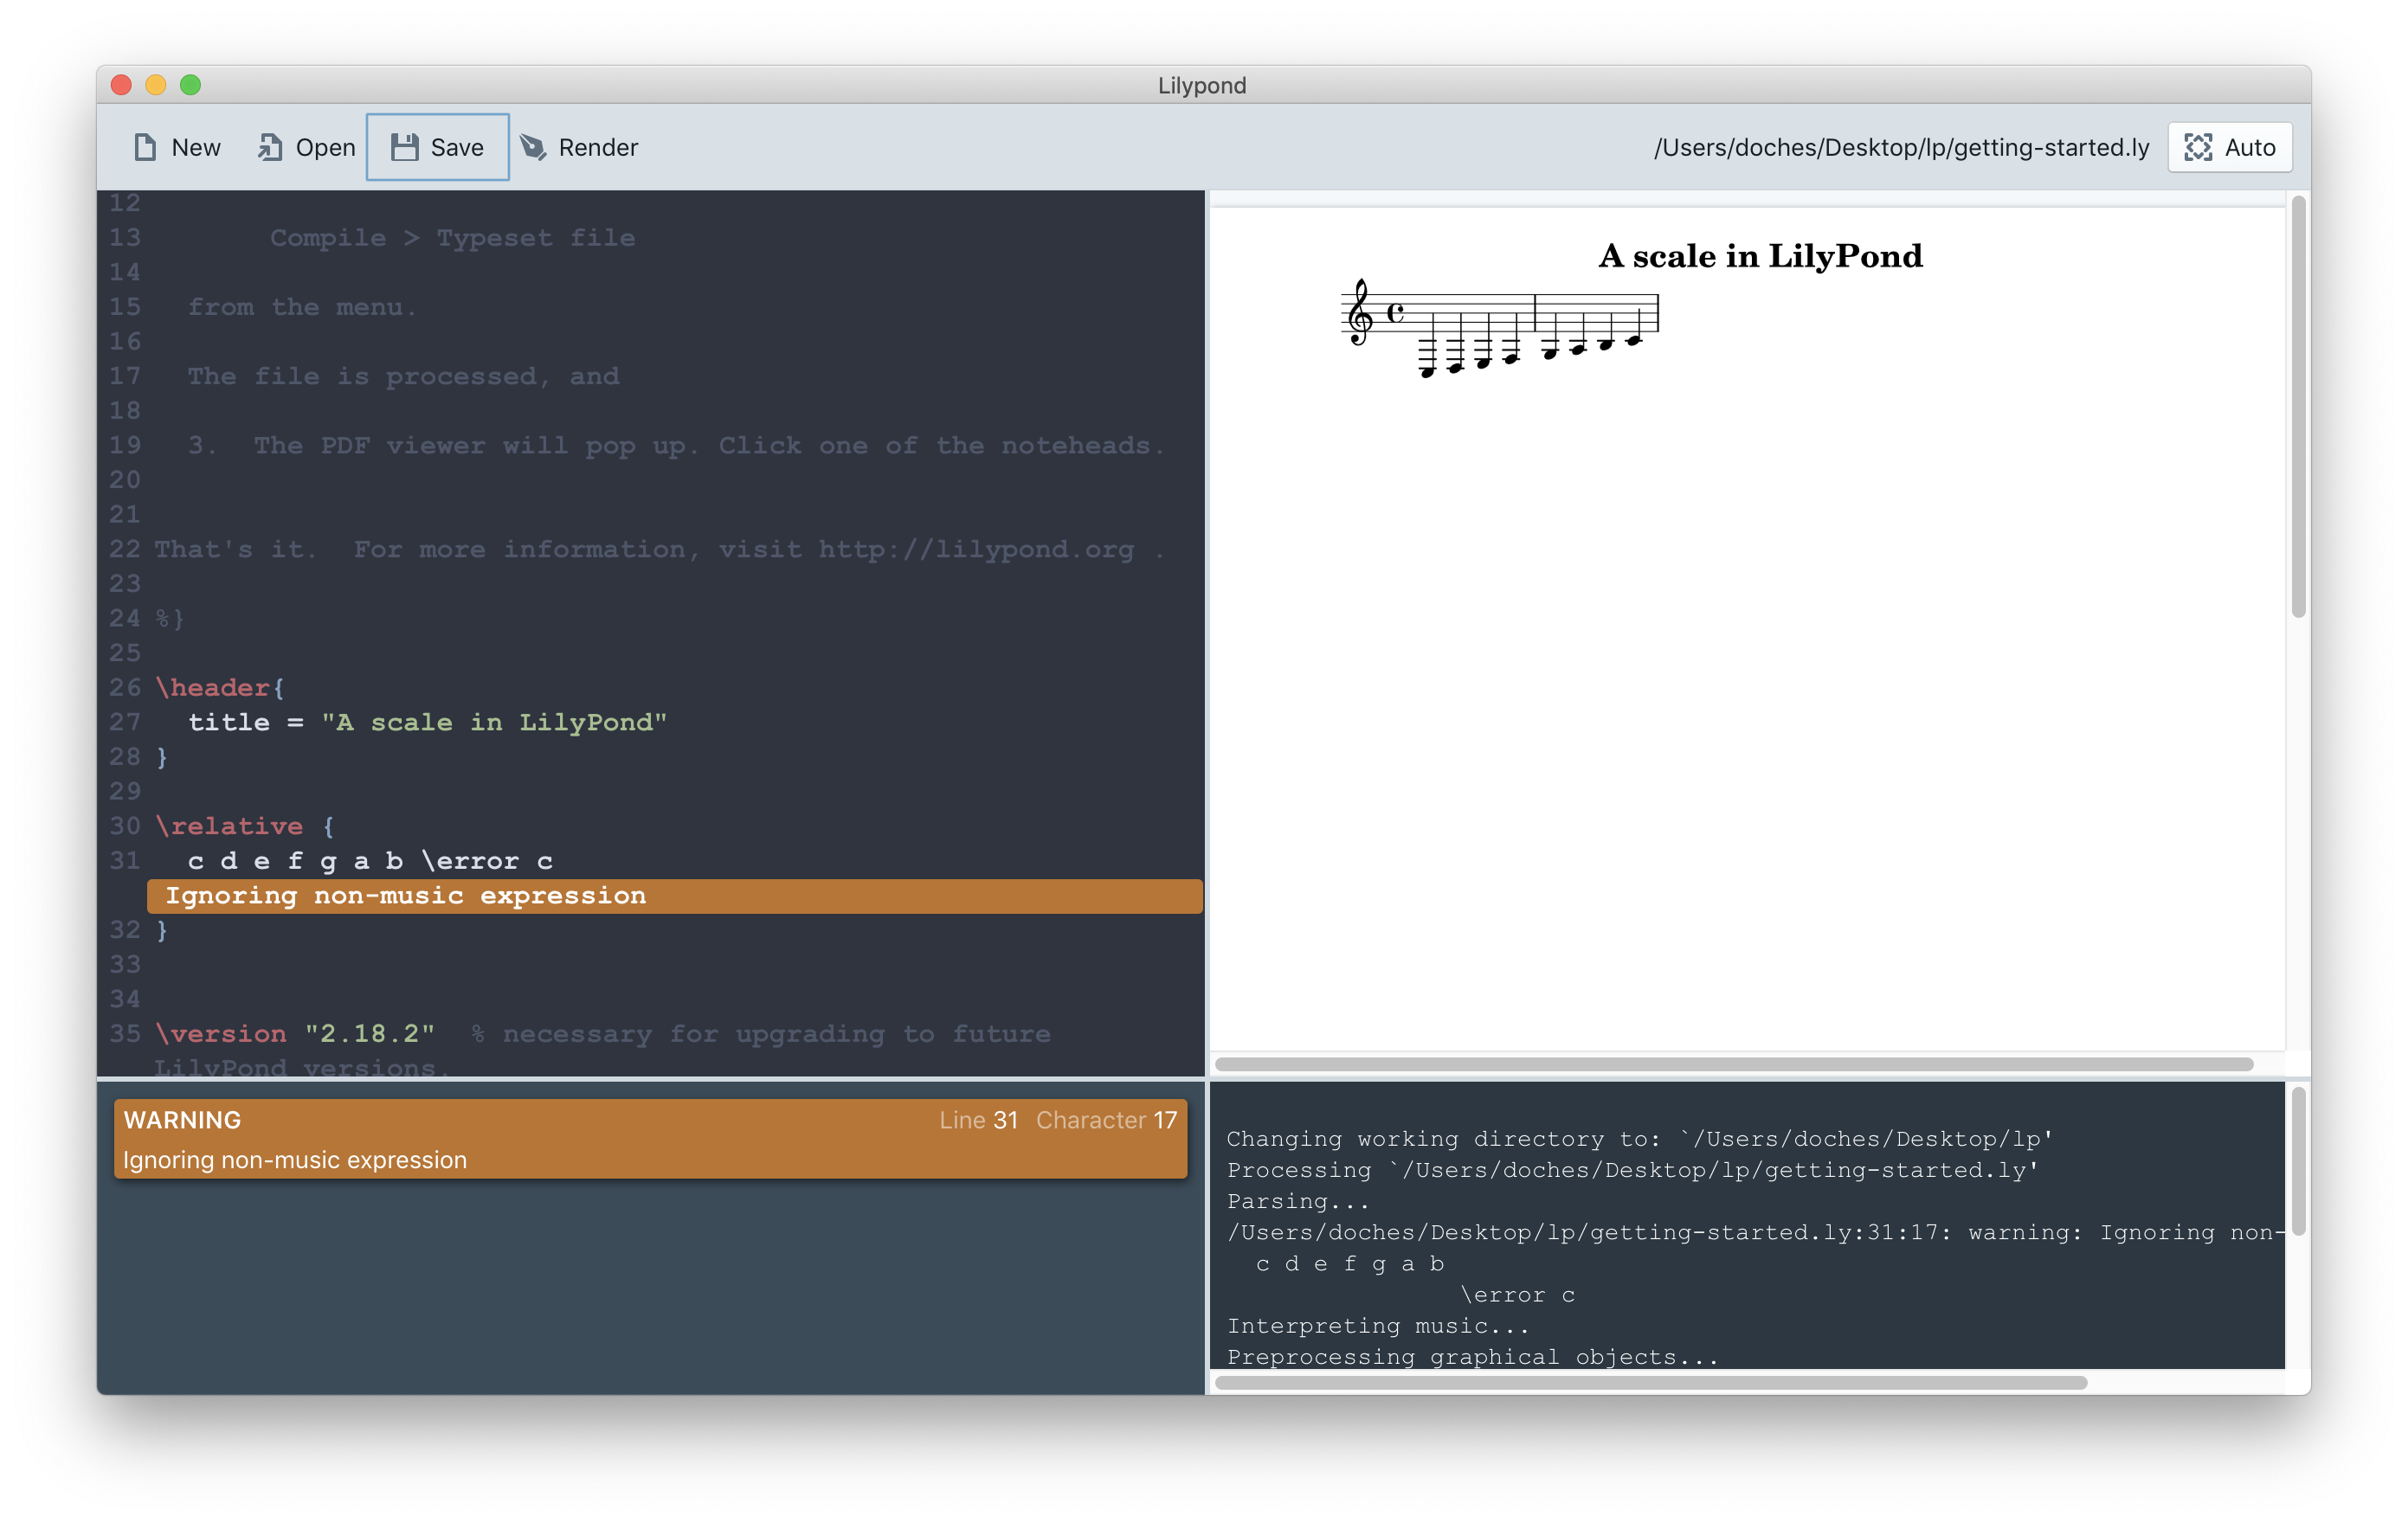 Lilypond
New Open Save Render /Users/doches/Desktop/lp/getting-started.ly Auto
12
13 Compile > Typeset file
14
15 from the menu.
16
17 The file is processed, and
18
19 3. The PDF viewer will pop up. Click one of the noteheads.
20
21
22 That's it. For more information, visit http://lilypond.org .
23
24 %}
25
26 \header{
27 title = "A scale in LilyPond"
28 }
29
30 \relative {
31 c d e f g a b \error c
Ignoring non-music expression
32 }
33
34
35 \version "2.18.2" % necessary for upgrading to future
LilyPond versions.
A scale in LilyPond
WARNING Line 31 Character 17
Ignoring non-music expression
Changing working directory to: `/Users/doches/Desktop/lp'
Processing `/Users/doches/Desktop/lp/getting-started.ly'
Parsing...
/Users/doches/Desktop/lp/getting-started.ly:31:17: warning: Ignoring non-
c d e f g a b
\error c
Interpreting music...
Preprocessing graphical objects...